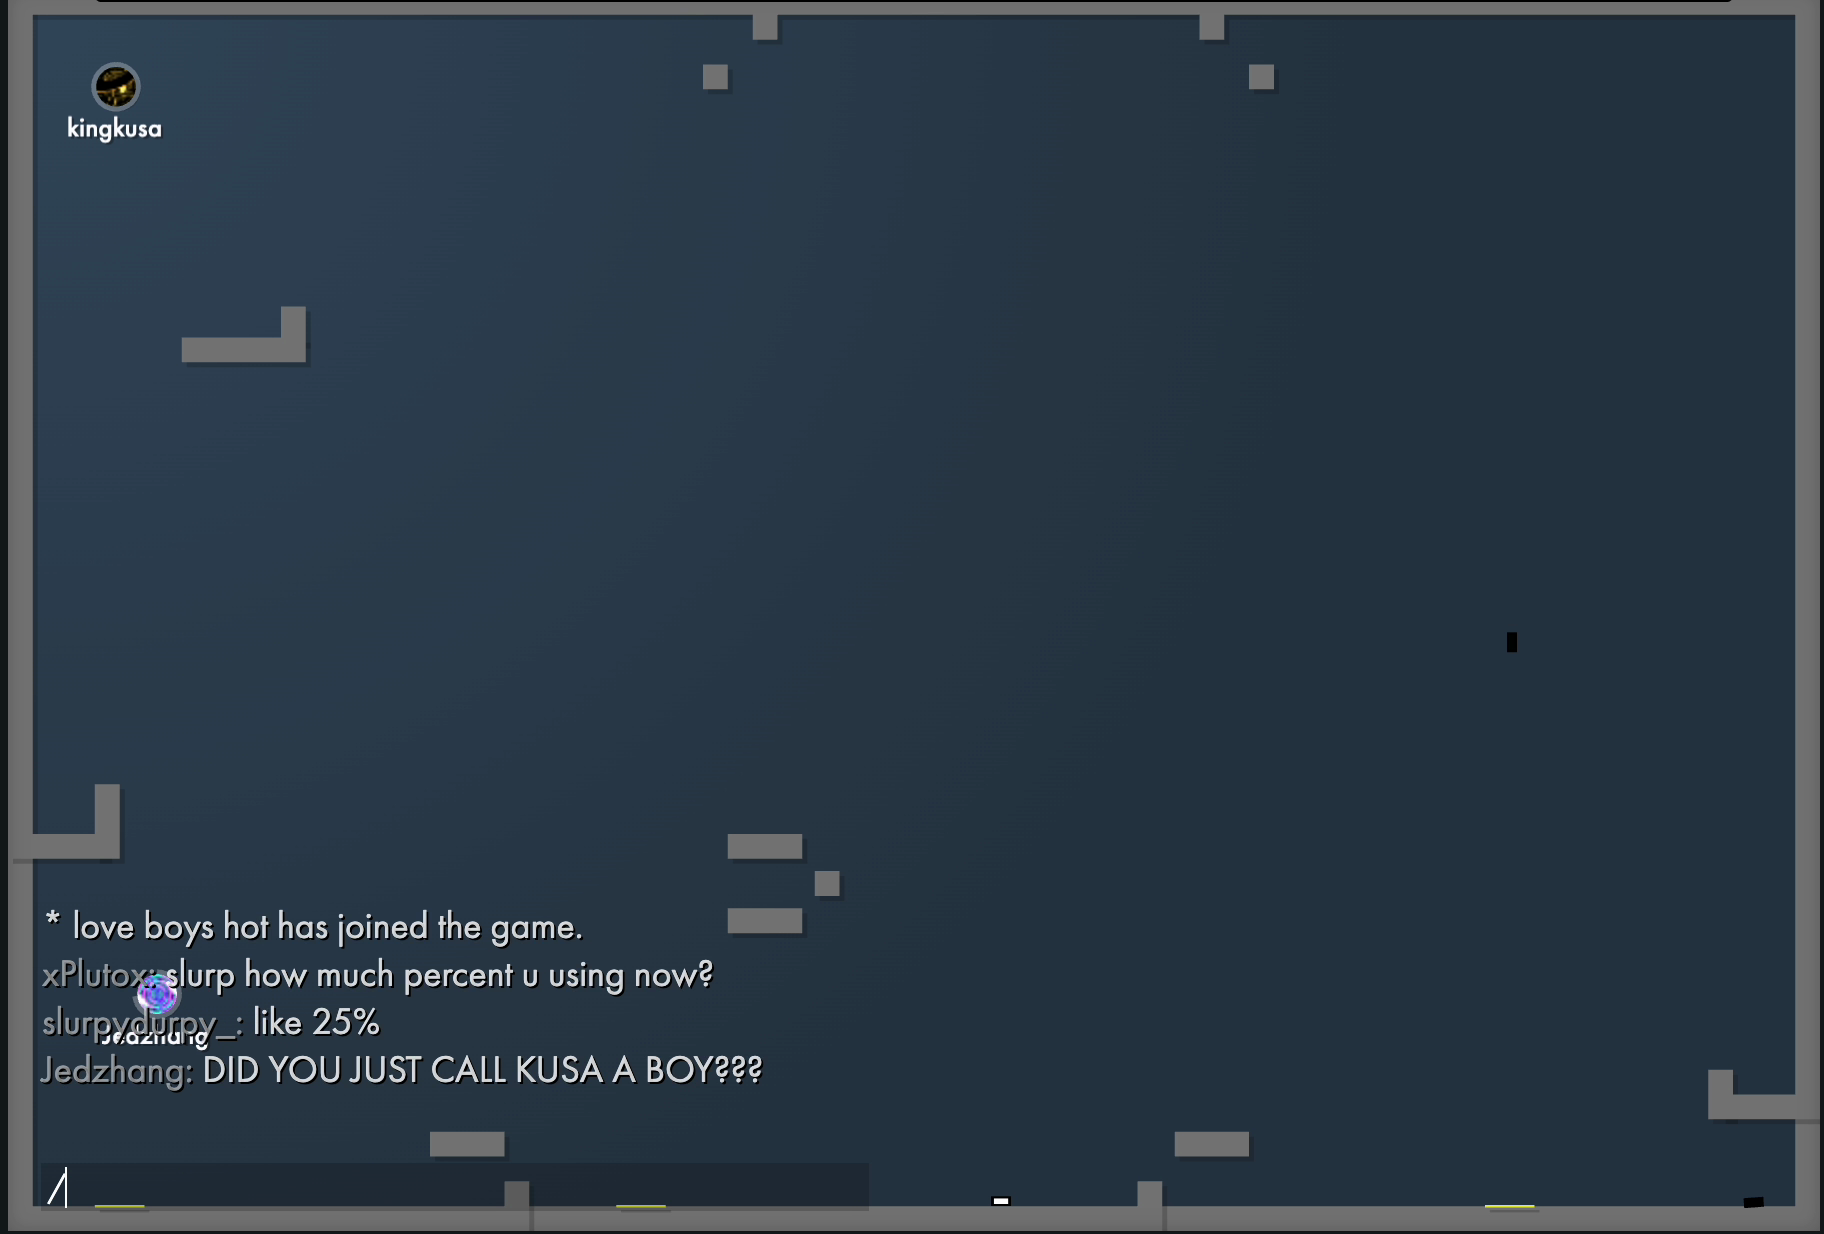 kingkusa
* love boys hot has joined the game.
xPlutox: slurp how much percent u using now?
slurpydurpy_: like 25%
Jedzhang
Jedzhang: DID YOU JUST CALL KUSA A BOY???
/